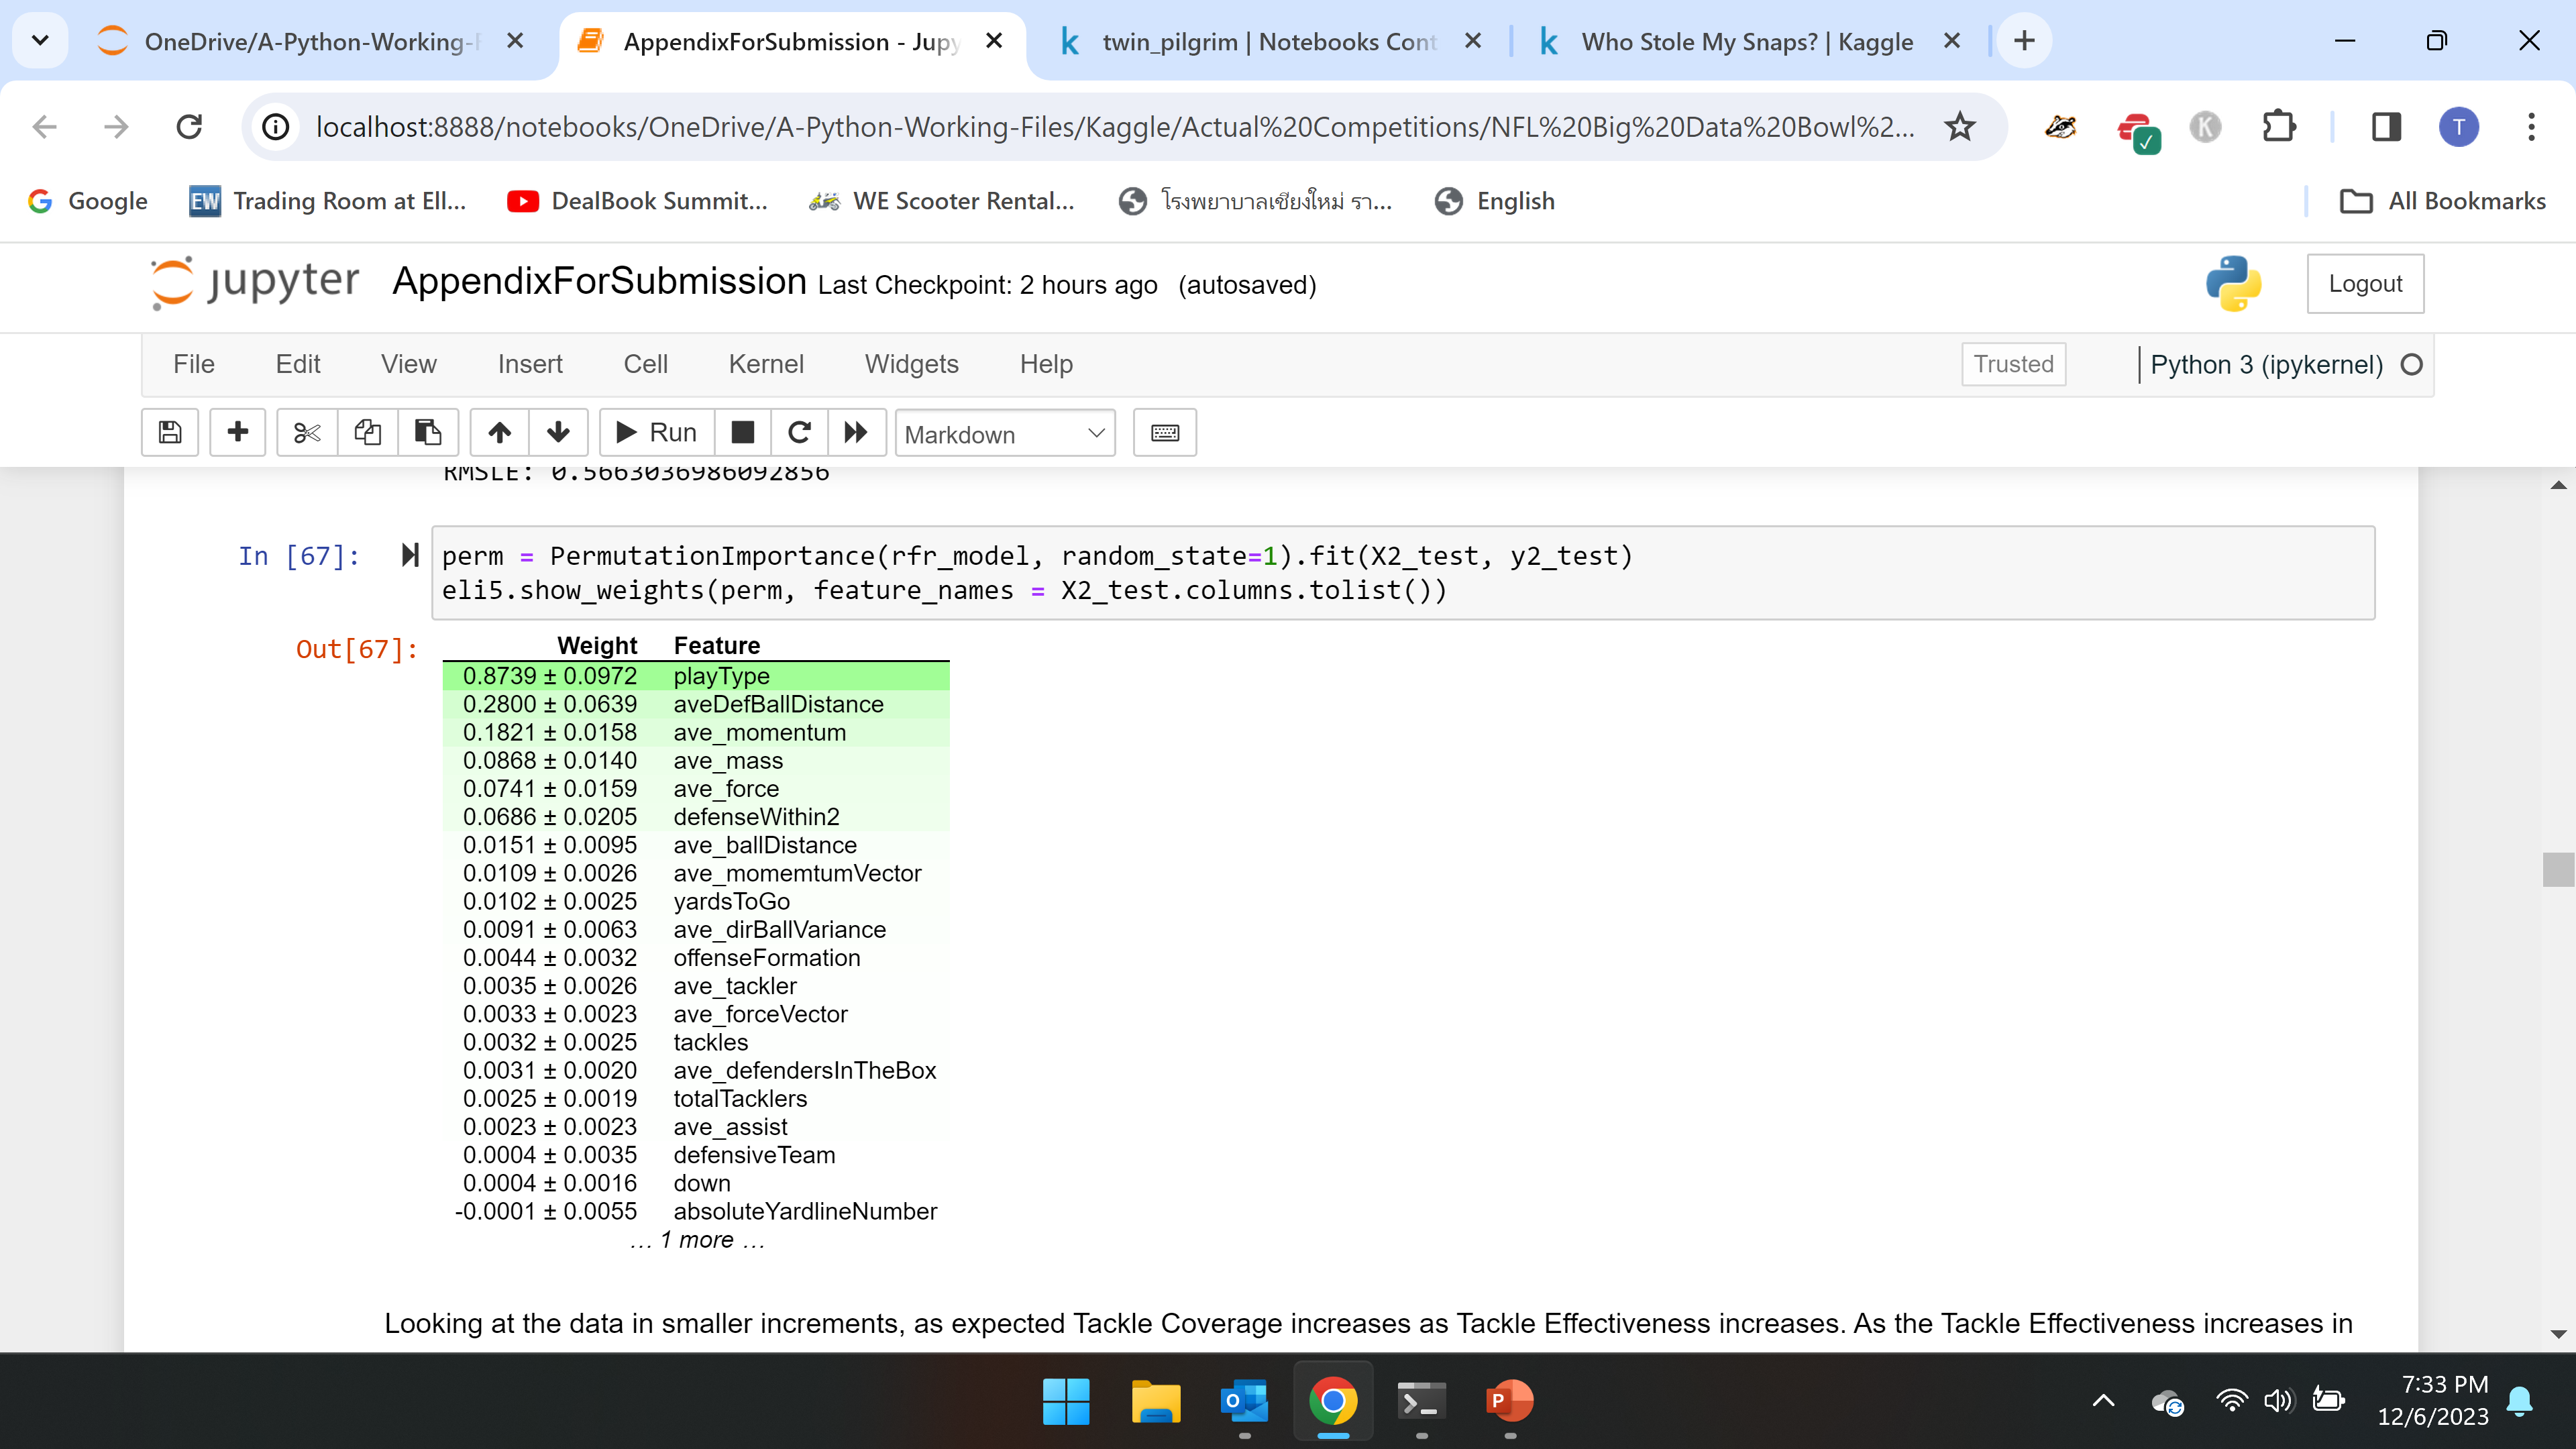 OneDrive/A-Python-Working-F
AppendixForSubmission - Jupy
twin_pilgrim | Notebooks Cont
Who Stole My Snaps? | Kaggle
localhost:8888/notebooks/OneDrive/A-Python-Working-Files/Kaggle/Actual%20Competitions/NFL%20Big%20Data%20Bowl%2...
K
T
Google
EW
Trading Room at Ell...
DealBook Summit...
WE Scooter Rental...
โรงพยาบาลเชียงใหม่ รา...
English
All Bookmarks
jupyter AppendixForSubmission Last Checkpoint: 2 hours ago (autosaved)
Logout
File Edit View Insert Cell Kernel Widgets Help
Trusted
Python 3 (ipykernel)
Run
Markdown
RMSLE: 0.5663036986092856
In [67]:
perm = PermutationImportance(rfr_model, random_state=1).fit(X2_test, y2_test)
eli5.show_weights(perm, feature_names = X2_test.columns.tolist())
Out[67]:
Weight Feature
0.8739 ± 0.0972 playType
0.2800 ± 0.0639 aveDefBallDistance
0.1821 ± 0.0158 ave_momentum
0.0868 ± 0.0140 ave_mass
0.0741 ± 0.0159 ave_force
0.0686 ± 0.0205 defenseWithin2
0.0151 ± 0.0095 ave_ballDistance
0.0109 ± 0.0026 ave_momemtumVector
0.0102 ± 0.0025 yardsToGo
0.0091 ± 0.0063 ave_dirBallVariance
0.0044 ± 0.0032 offenseFormation
0.0035 ± 0.0026 ave_tackler
0.0033 ± 0.0023 ave_forceVector
0.0032 ± 0.0025 tackles
0.0031 ± 0.0020 ave_defendersInTheBox
0.0025 ± 0.0019 totalTacklers
0.0023 ± 0.0023 ave_assist
0.0004 ± 0.0035 defensiveTeam
0.0004 ± 0.0016 down
-0.0001 ± 0.0055 absoluteYardlineNumber
… 1 more …
Looking at the data in smaller increments, as expected Tackle Coverage increases as Tackle Effectiveness increases. As the Tackle Effectiveness increases in
7:33 PM
12/6/2023